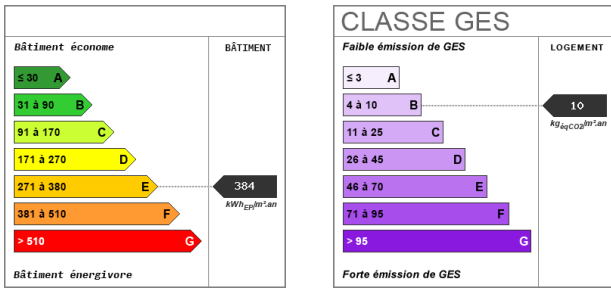 Bâtiment économe
BÂTIMENT
≤ 30 A
31 à 90 B
91 à 170 C
171 à 270 D
271 à 380 E
384
kWhEP/m².an
381 à 510 F
> 510 G
Bâtiment énergivore
CLASSE GES
Faible émission de GES
LOGEMENT
≤ 3 A
4 à 10 B
10
kgéqCO2/m².an
11 à 25 C
26 à 45 D
46 à 70 E
71 à 95 F
> 95 G
Forte émission de GES